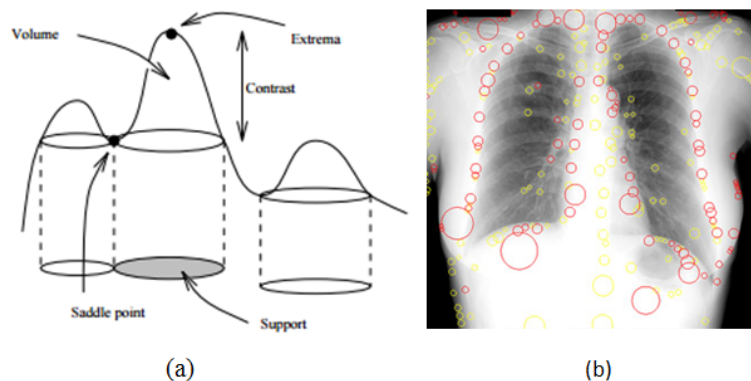 Volume
Extrema
Contrast
Saddle point
Support
(a)
(b)